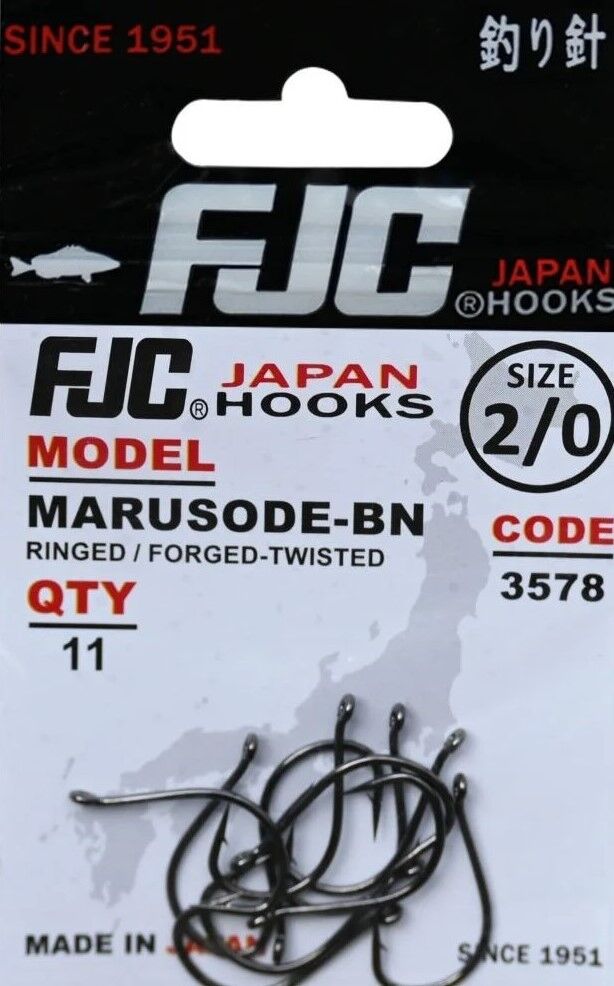 SINCE 1951
釣り針
FJC
JAPAN
®HOOKS
FJC® JAPAN
HOOKS
SIZE
2/0
MODEL
MARUSODE-BN
RINGED / FORGED-TWISTED
CODE
3578
QTY
11
MADE IN JAPAN
SINCE 1951